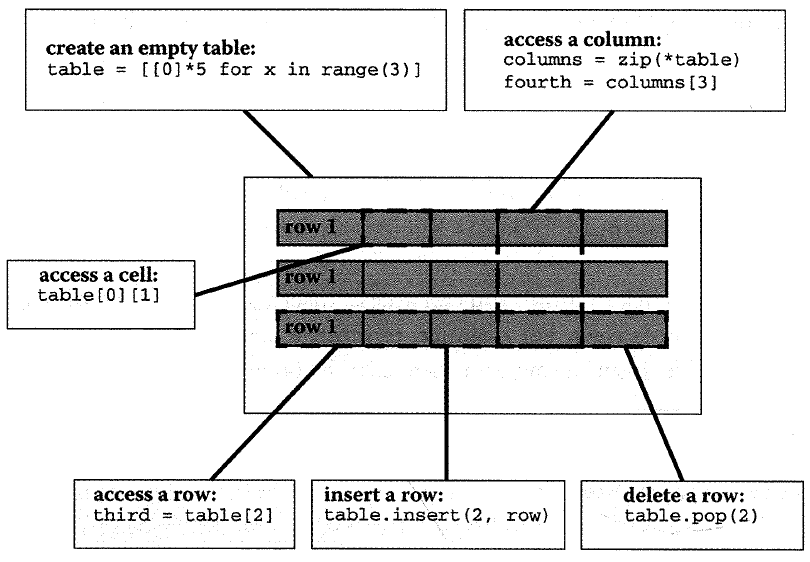 create an empty table:
table = [[0]*5 for x in range(3)]
access a column:
columns = zip(*table)
fourth = columns[3]
row 1
access a cell:
table[0][1]
row 1
row 1
access a row:
third = table[2]
insert a row:
table.insert(2, row)
delete a row:
table.pop(2)